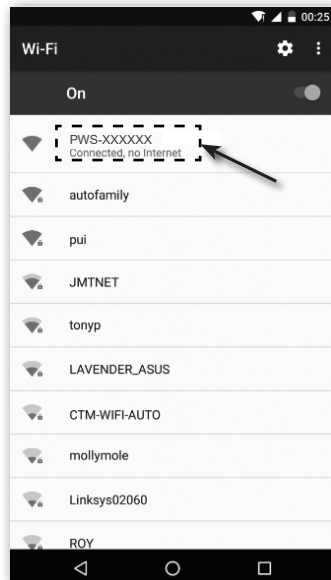 00:25
Wi-Fi
On
PWS-XXXXXX
Connected, no Internet
autofamily
pui
JMTNET
tonyp
LAVENDER_ASUS
CTM-WIFI-AUTO
mollymole
Linksys02060
ROY